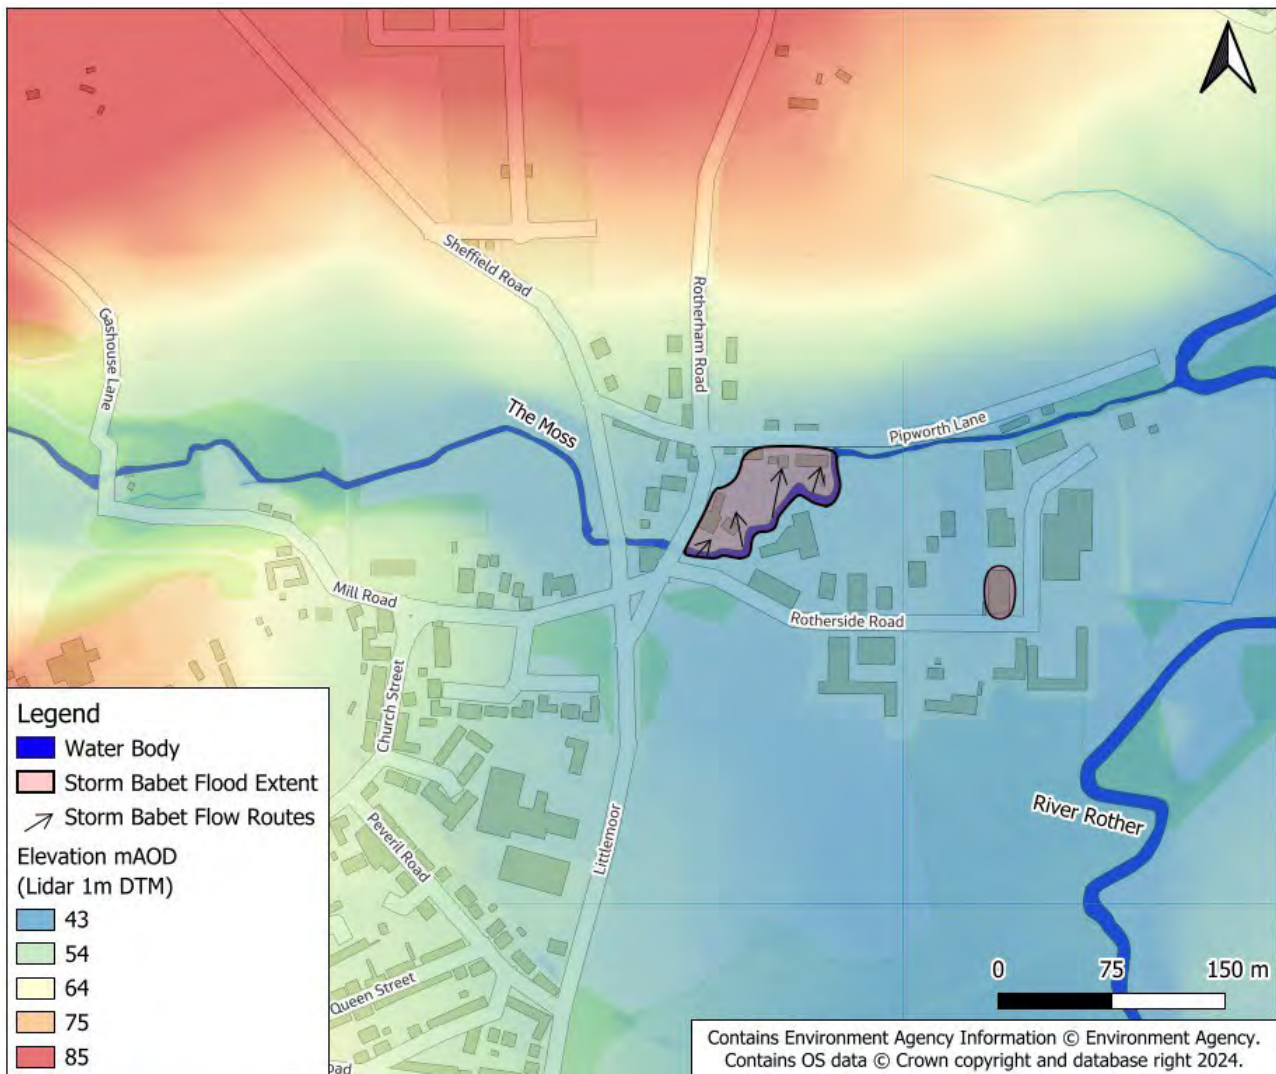 Sheffield Road
Rotherham Road
Gashouse Lane
The Moss
Pipworth Lane
Mill Road
Rotherside Road
Church Street
Littlemoor
River Rother
Peveril Road
Queen Street
oad
Legend
Water Body
Storm Babet Flood Extent
Storm Babet Flow Routes
Elevation mAOD
(Lidar 1m DTM)
43
54
64
75
85
0 75 150 m
Contains Environment Agency Information © Environment Agency.
Contains OS data © Crown copyright and database right 2024.